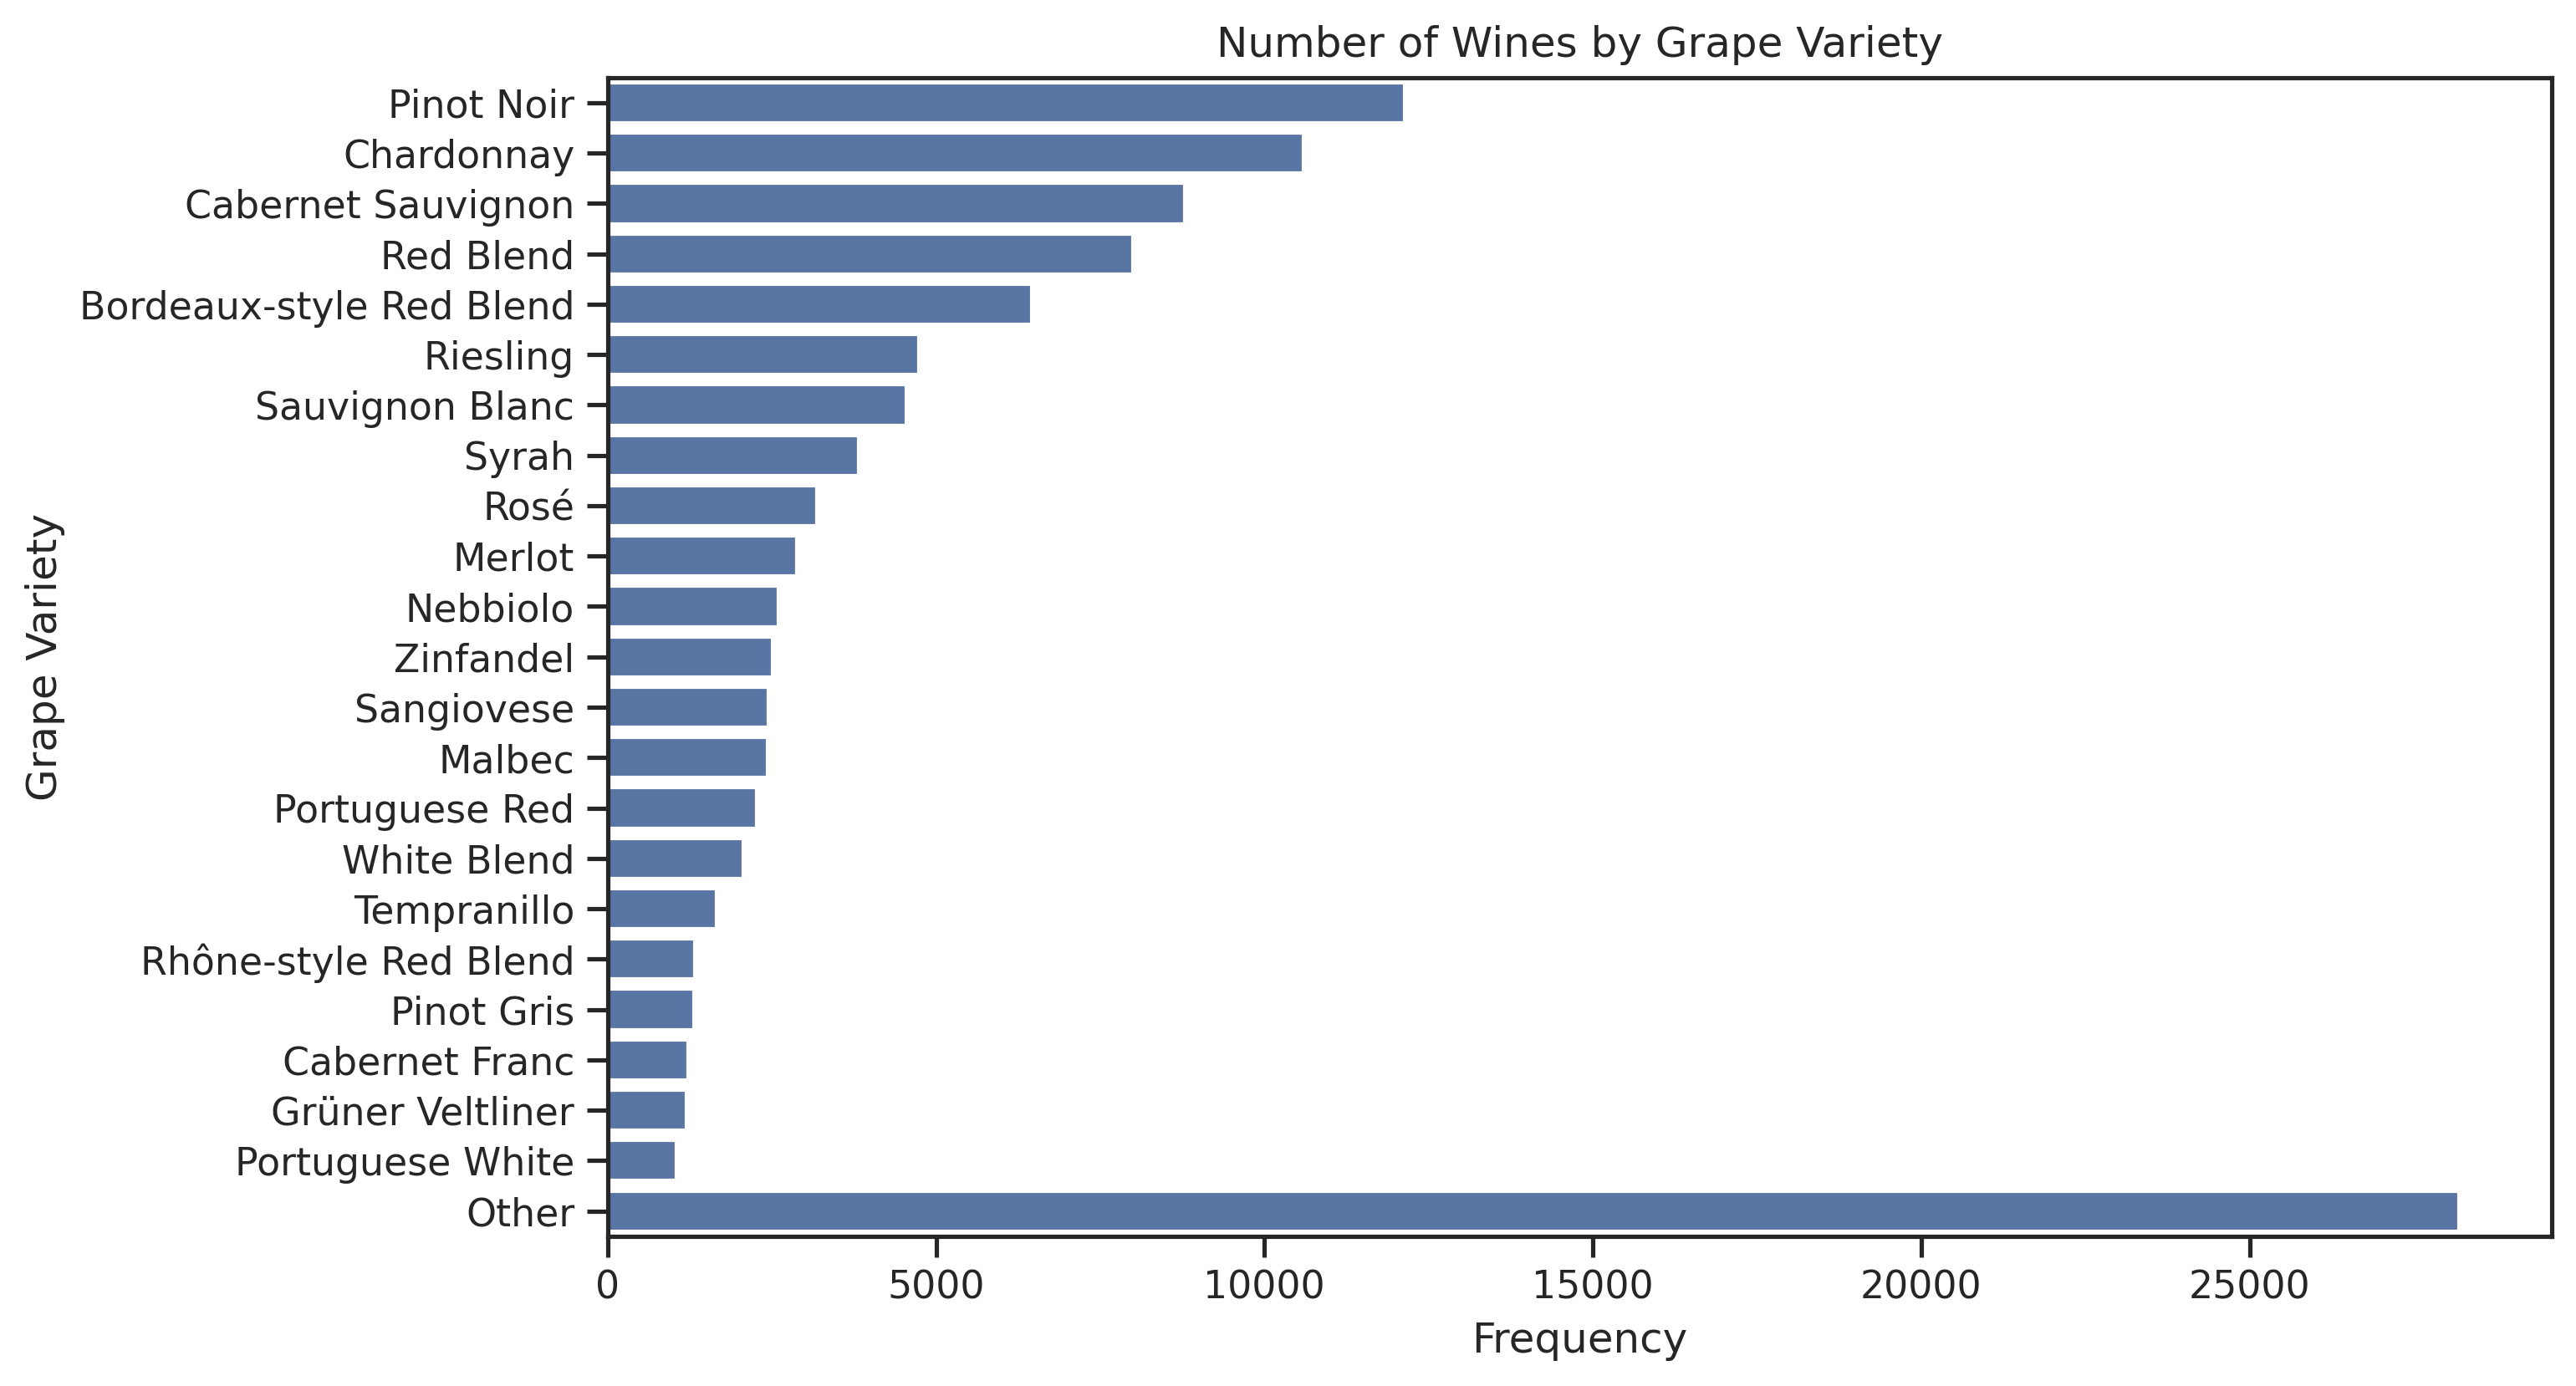 Number of Wines by Grape Variety
Grape Variety
Pinot Noir
Chardonnay
Cabernet Sauvignon
Red Blend
Bordeaux-style Red Blend
Riesling
Sauvignon Blanc
Syrah
Rosé
Merlot
Nebbiolo
Zinfandel
Sangiovese
Malbec
Portuguese Red
White Blend
Tempranillo
Rhône-style Red Blend
Pinot Gris
Cabernet Franc
Grüner Veltliner
Portuguese White
Other
0 5000 10000 15000 20000 25000
Frequency